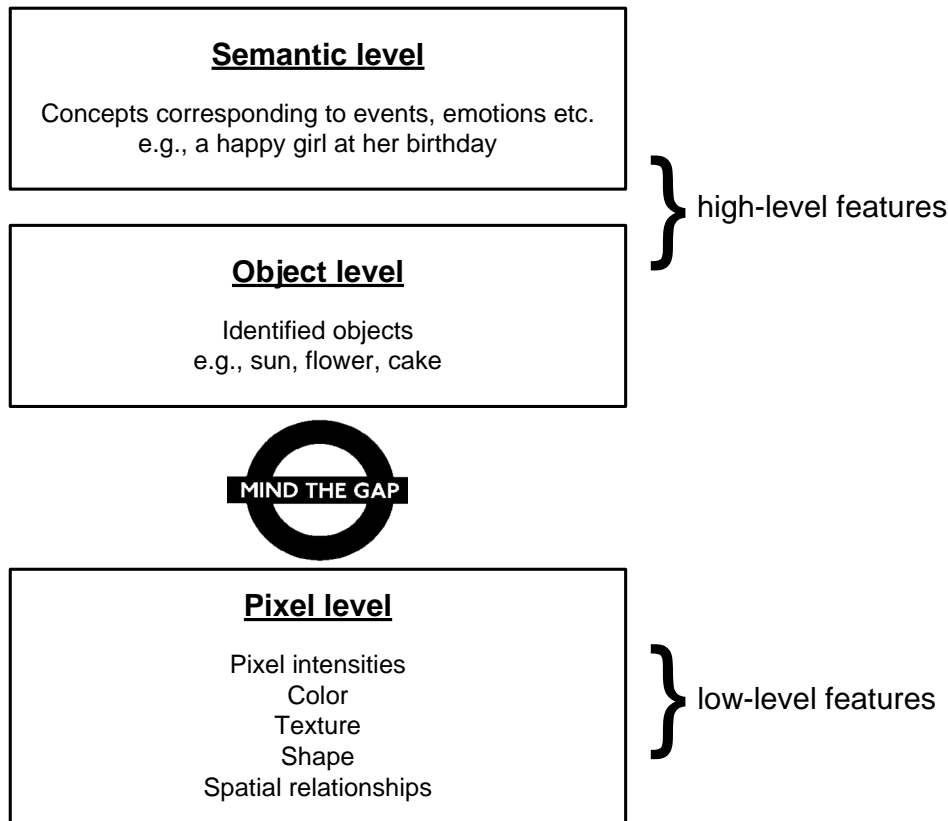 Semantic level
Concepts corresponding to events, emotions etc.
e.g., a happy girl at her birthday
} high-level features
Object level
Identified objects
e.g., sun, flower, cake
MIND THE GAP
Pixel level
Pixel intensities
Color
Texture
} low-level features
Shape
Spatial relationships